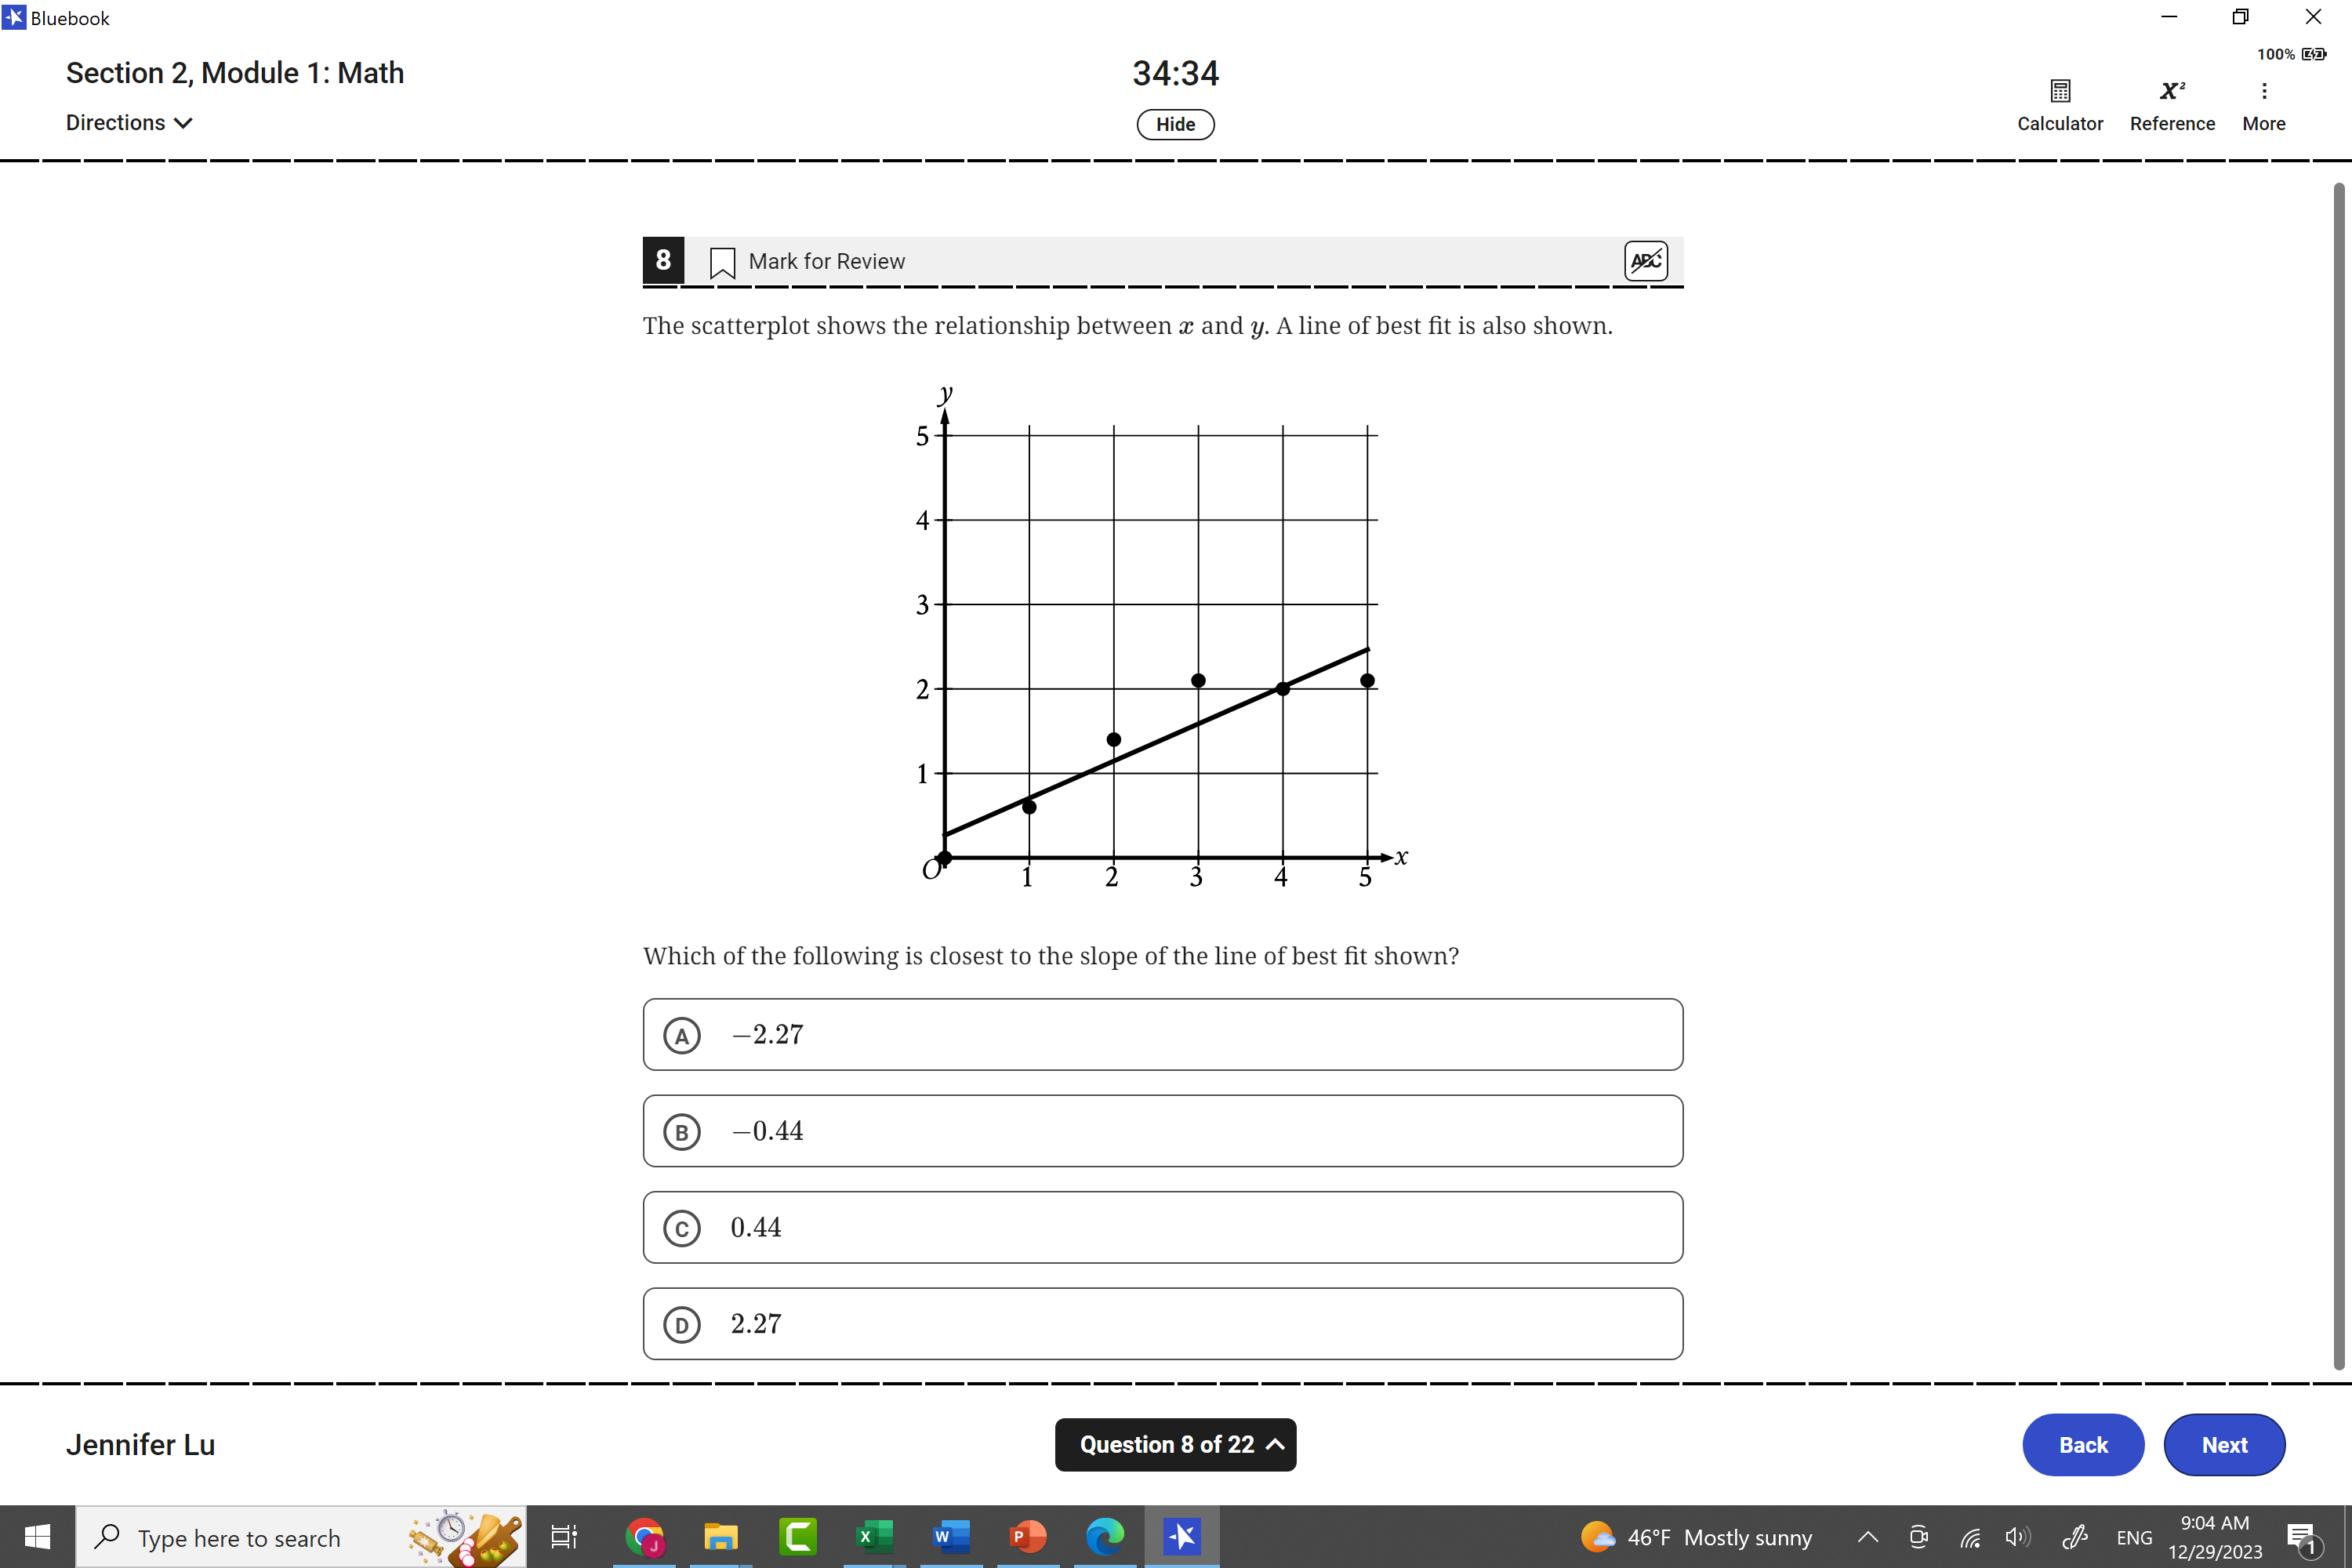 Bluebook
100%
Section 2, Module 1: Math
34:34
Directions
Hide
Calculator
Reference
More
8
Mark for Review
ABC
The scatterplot shows the relationship between x and y. A line of best fit is also shown.
y
5
4
3
2
1
O
1 2 3 4 5
x
Which of the following is closest to the slope of the line of best fit shown?
A −2.27
B −0.44
C 0.44
D 2.27
Jennifer Lu
Question 8 of 22
Back
Next
Type here to search
46°F Mostly sunny
ENG
9:04 AM
12/29/2023
1